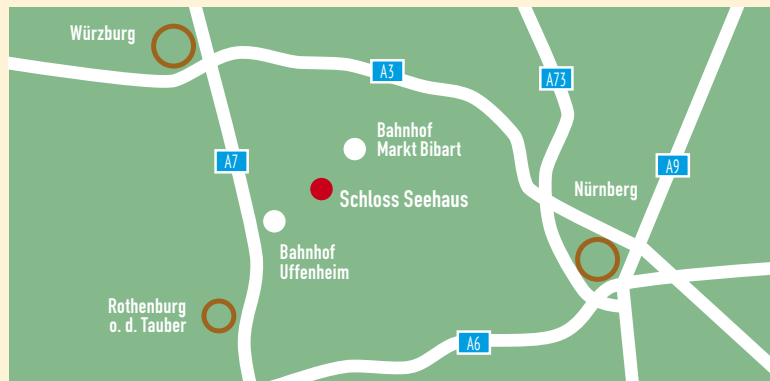 Würzburg
A3
A73
Bahnhof
Markt Bibart
A7
A9
Nürnberg
Schloss Seehaus
Bahnhof
Uffenheim
Rothenburg
o. d. Tauber
A6